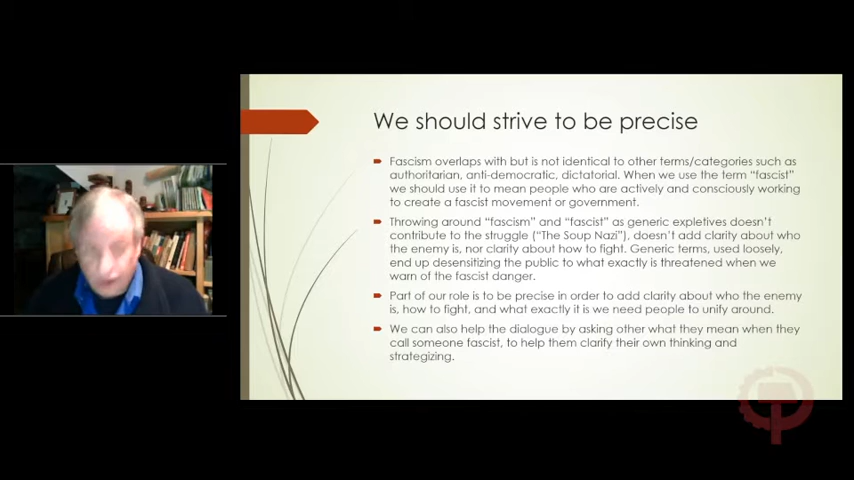 We should strive to be precise
Fascism overlaps with but is not identical to other terms/categories such as
authoritarian, anti-democratic, dictatorial. When we use the term “fascist”
we should use it to mean people who are actively and consciously working
to create a fascist movement or government.
Throwing around “fascism” and “fascist” as generic expletives doesn’t
contribute to the struggle (“The Soup Nazi”), doesn’t add clarity about who
the enemy is, nor clarity about how to fight. Generic terms, used loosely,
end up desensitizing the public to what exactly is threatened when we
warn of the fascist danger.
Part of our role is to be precise in order to add clarity about who the enemy
is, how to fight, and what exactly it is we need people to unify around.
We can also help the dialogue by asking other what they mean when they
call someone fascist, to help them clarify their own thinking and
strategizing.